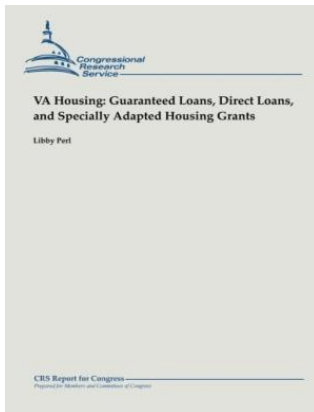 Congressional
Research
Service
VA Housing: Guaranteed Loans, Direct Loans,
and Specially Adapted Housing Grants
Libby Perl
CRS Report for Congress
Prepared for Members and Committees of Congress